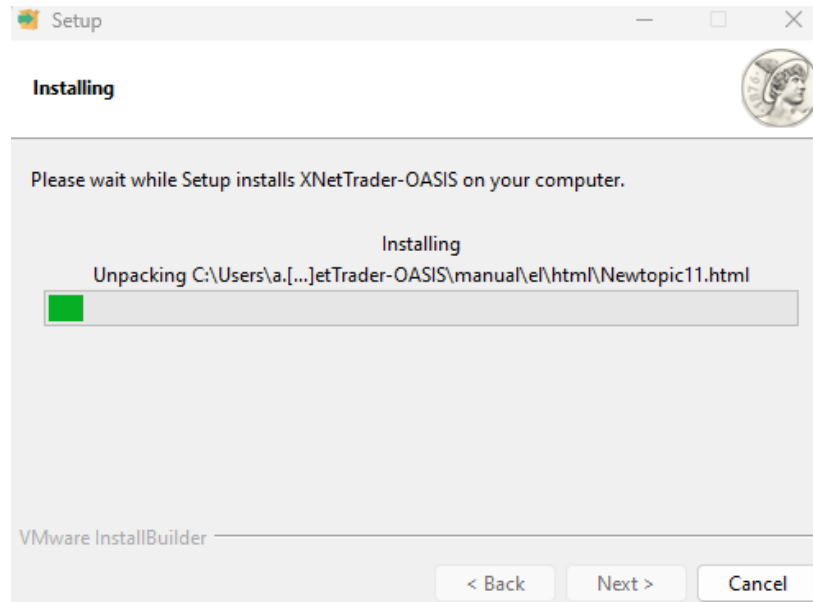 Setup
Installing
Please wait while Setup installs XNetTrader-OASIS on your computer.
Installing
Unpacking C:\Users\a.[...]etTrader-OASIS\manual\el\html\Newtopic11.html
VMware InstallBuilder
< Back
Next >
Cancel